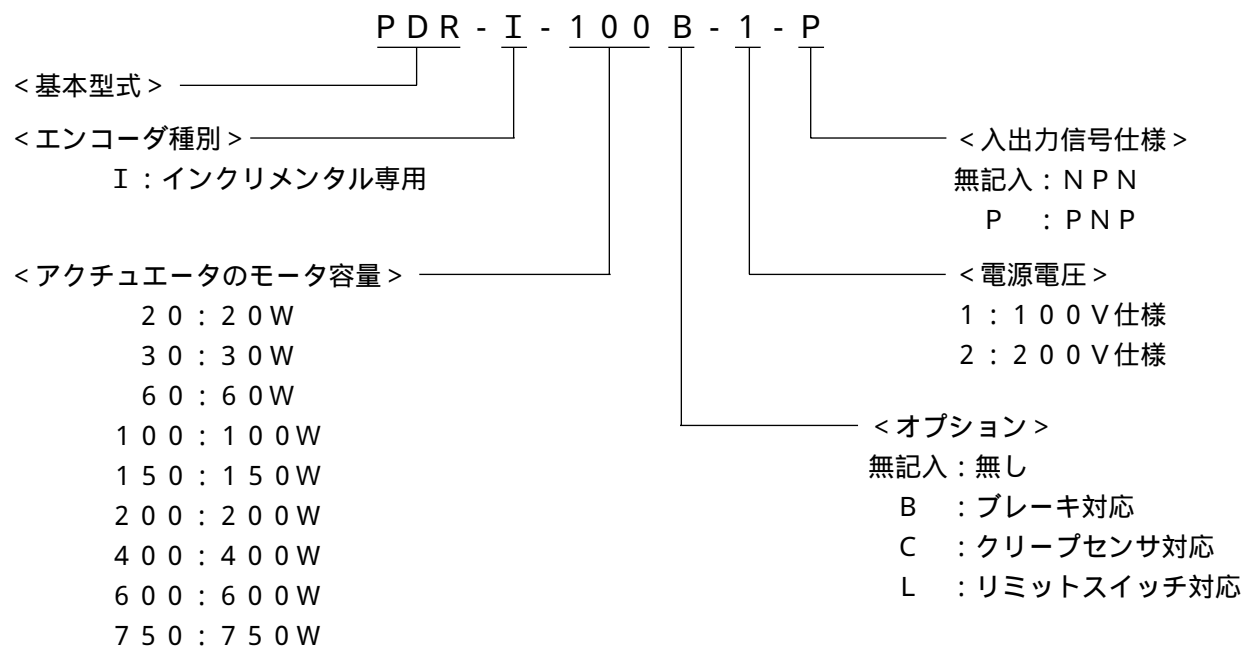 ＰＤＲ-Ｉ-１００Ｂ-１-Ｐ
<基本型式>
<エンコーダ種別>
Ｉ：インクリメンタル専用
<アクチュエータのモータ容量>
２０：２０Ｗ
３０：３０Ｗ
６０：６０Ｗ
１００：１００Ｗ
１５０：１５０Ｗ
２００：２００Ｗ
４００：４００Ｗ
６００：６００Ｗ
７５０：７５０Ｗ
<入出力信号仕様>
無記入：ＮＰＮ
Ｐ　：ＰＮＰ
<電源電圧>
１：１００Ｖ仕様
２：２００Ｖ仕様
<オプション>
無記入：無し
Ｂ　：ブレーキ対応
Ｃ　：クリープセンサ対応
Ｌ　：リミットスイッチ対応